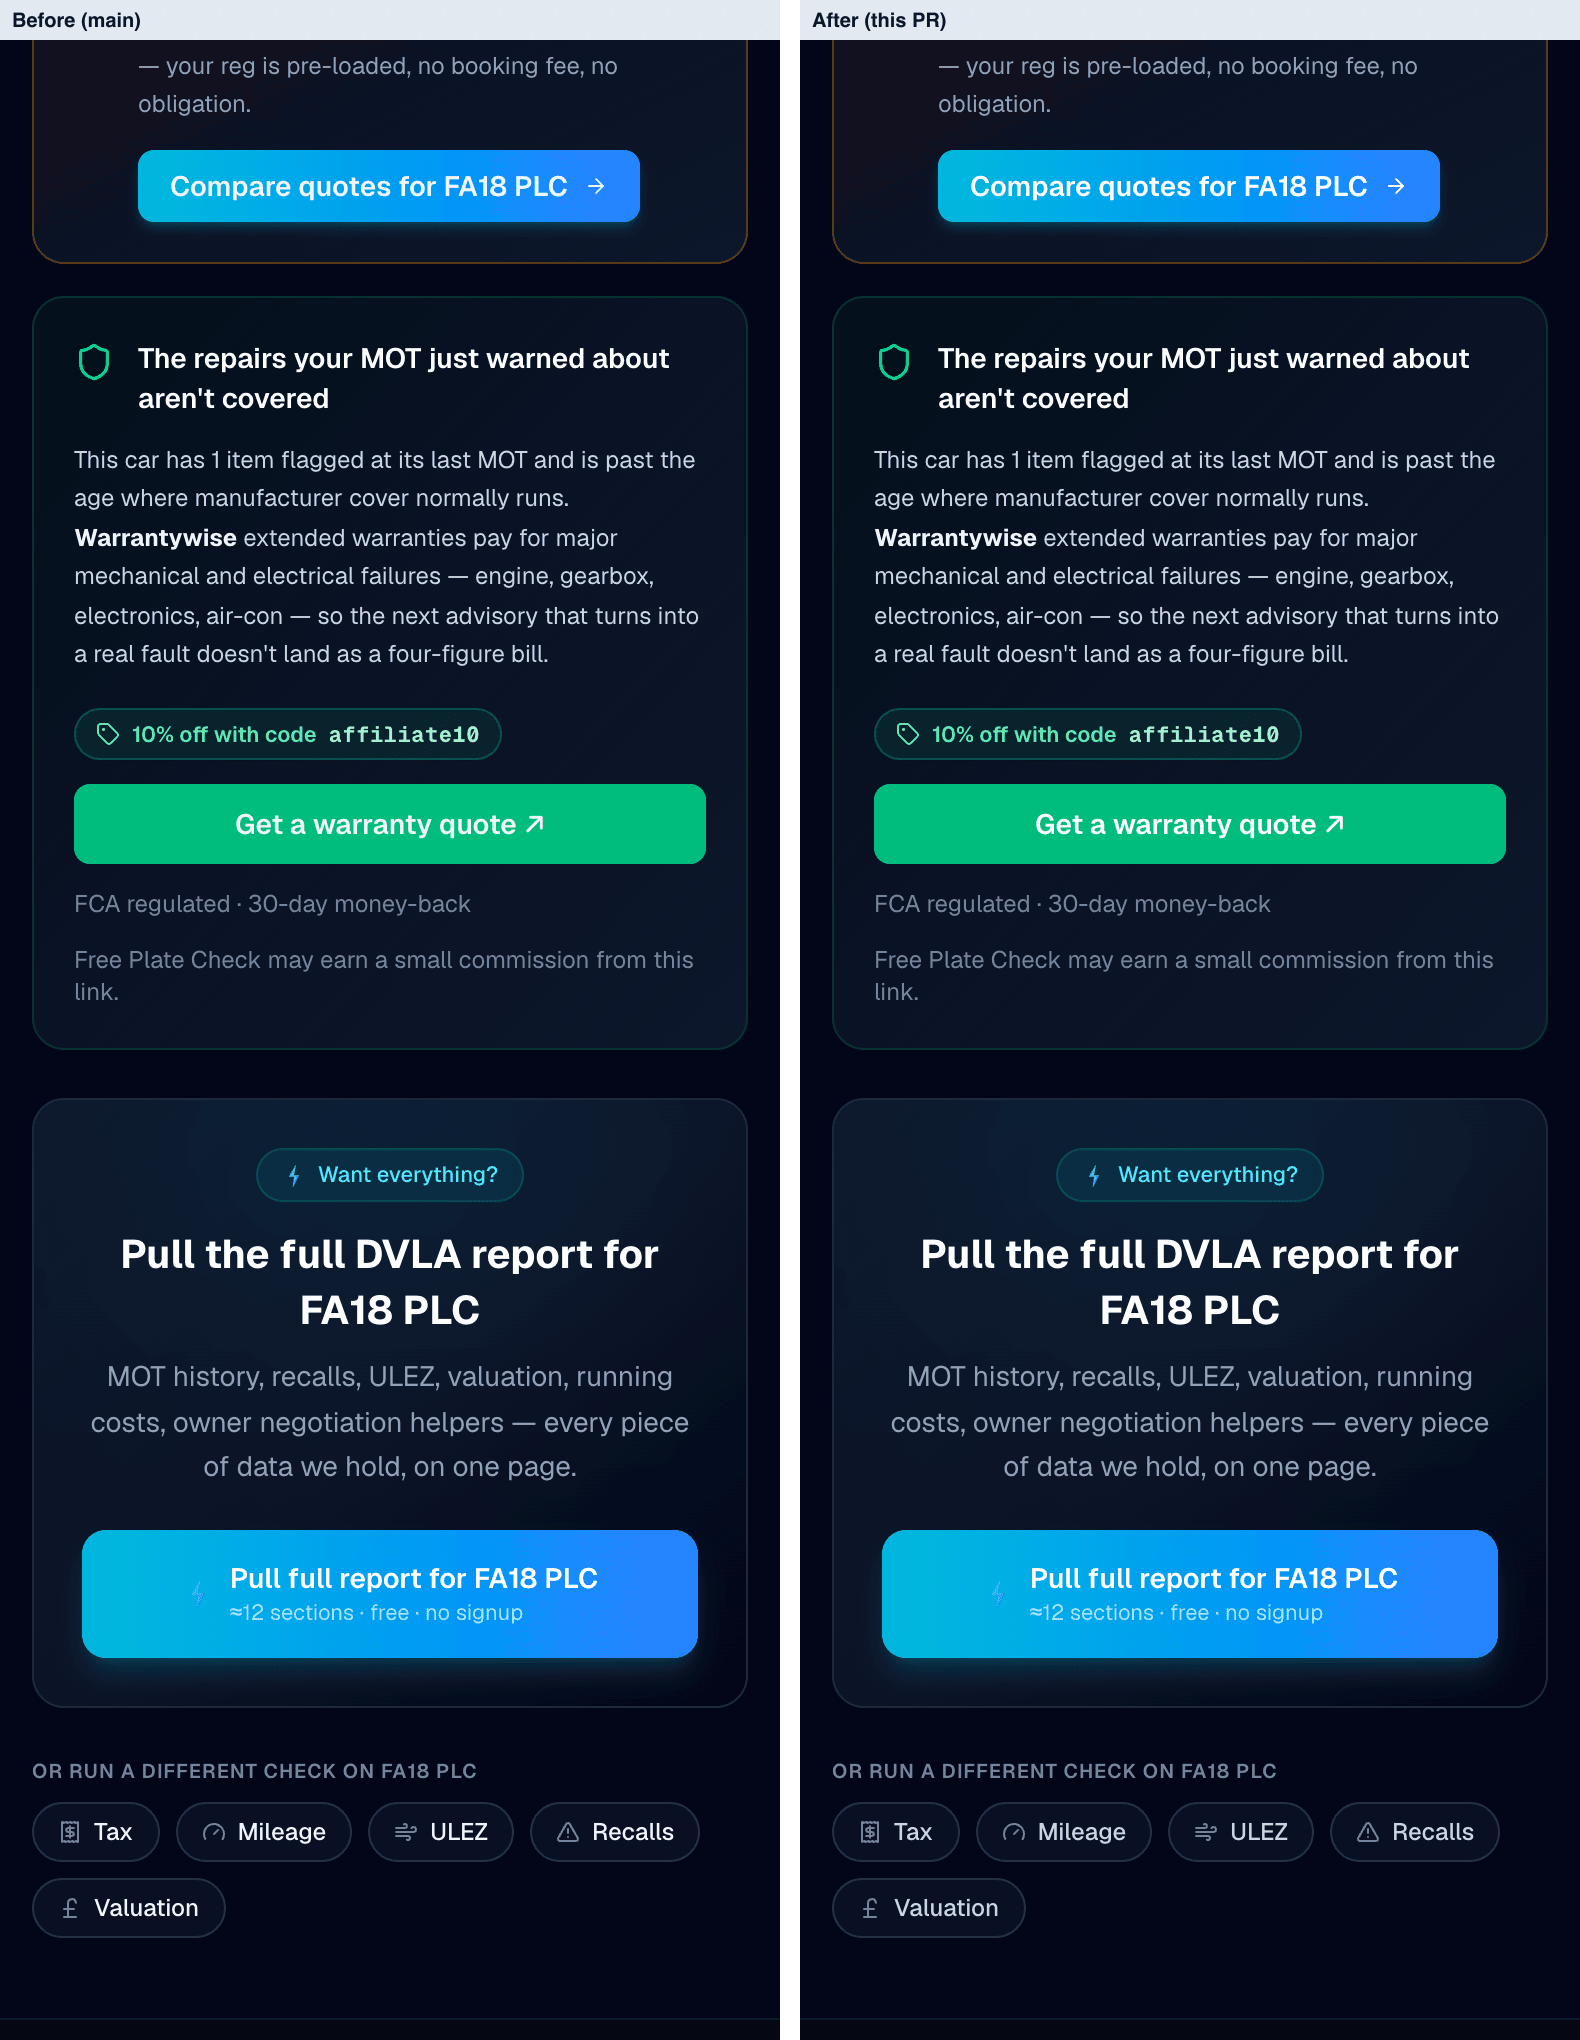 Before (main)
— your reg is pre-loaded, no booking fee, no
obligation.
Compare quotes for FA18 PLC →
The repairs your MOT just warned about
aren't covered
This car has 1 item flagged at its last MOT and is past the
age where manufacturer cover normally runs.
Warrantywise extended warranties pay for major
mechanical and electrical failures — engine, gearbox,
electronics, air-con — so the next advisory that turns into
a real fault doesn't land as a four-figure bill.
10% off with code affiliate10
Get a warranty quote ↗
FCA regulated · 30-day money-back
Free Plate Check may earn a small commission from this
link.
Want everything?
Pull the full DVLA report for
FA18 PLC
MOT history, recalls, ULEZ, valuation, running
costs, owner negotiation helpers — every piece
of data we hold, on one page.
Pull full report for FA18 PLC
≈12 sections · free · no signup
OR RUN A DIFFERENT CHECK ON FA18 PLC
Tax Mileage ULEZ Recalls
Valuation
After (this PR)
— your reg is pre-loaded, no booking fee, no
obligation.
Compare quotes for FA18 PLC →
The repairs your MOT just warned about
aren't covered
This car has 1 item flagged at its last MOT and is past the
age where manufacturer cover normally runs.
Warrantywise extended warranties pay for major
mechanical and electrical failures — engine, gearbox,
electronics, air-con — so the next advisory that turns into
a real fault doesn't land as a four-figure bill.
10% off with code affiliate10
Get a warranty quote ↗
FCA regulated · 30-day money-back
Free Plate Check may earn a small commission from this
link.
Want everything?
Pull the full DVLA report for
FA18 PLC
MOT history, recalls, ULEZ, valuation, running
costs, owner negotiation helpers — every piece
of data we hold, on one page.
Pull full report for FA18 PLC
≈12 sections · free · no signup
OR RUN A DIFFERENT CHECK ON FA18 PLC
Tax Mileage ULEZ Recalls
Valuation